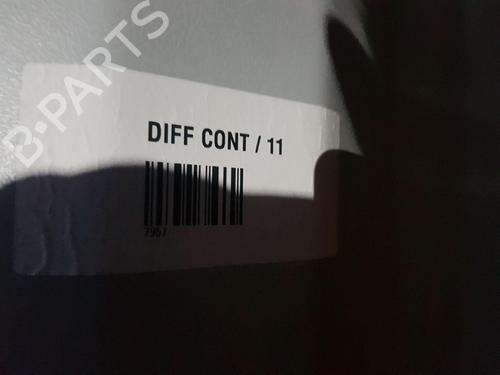 B-PARTS
DIFF CONT / 11
7957